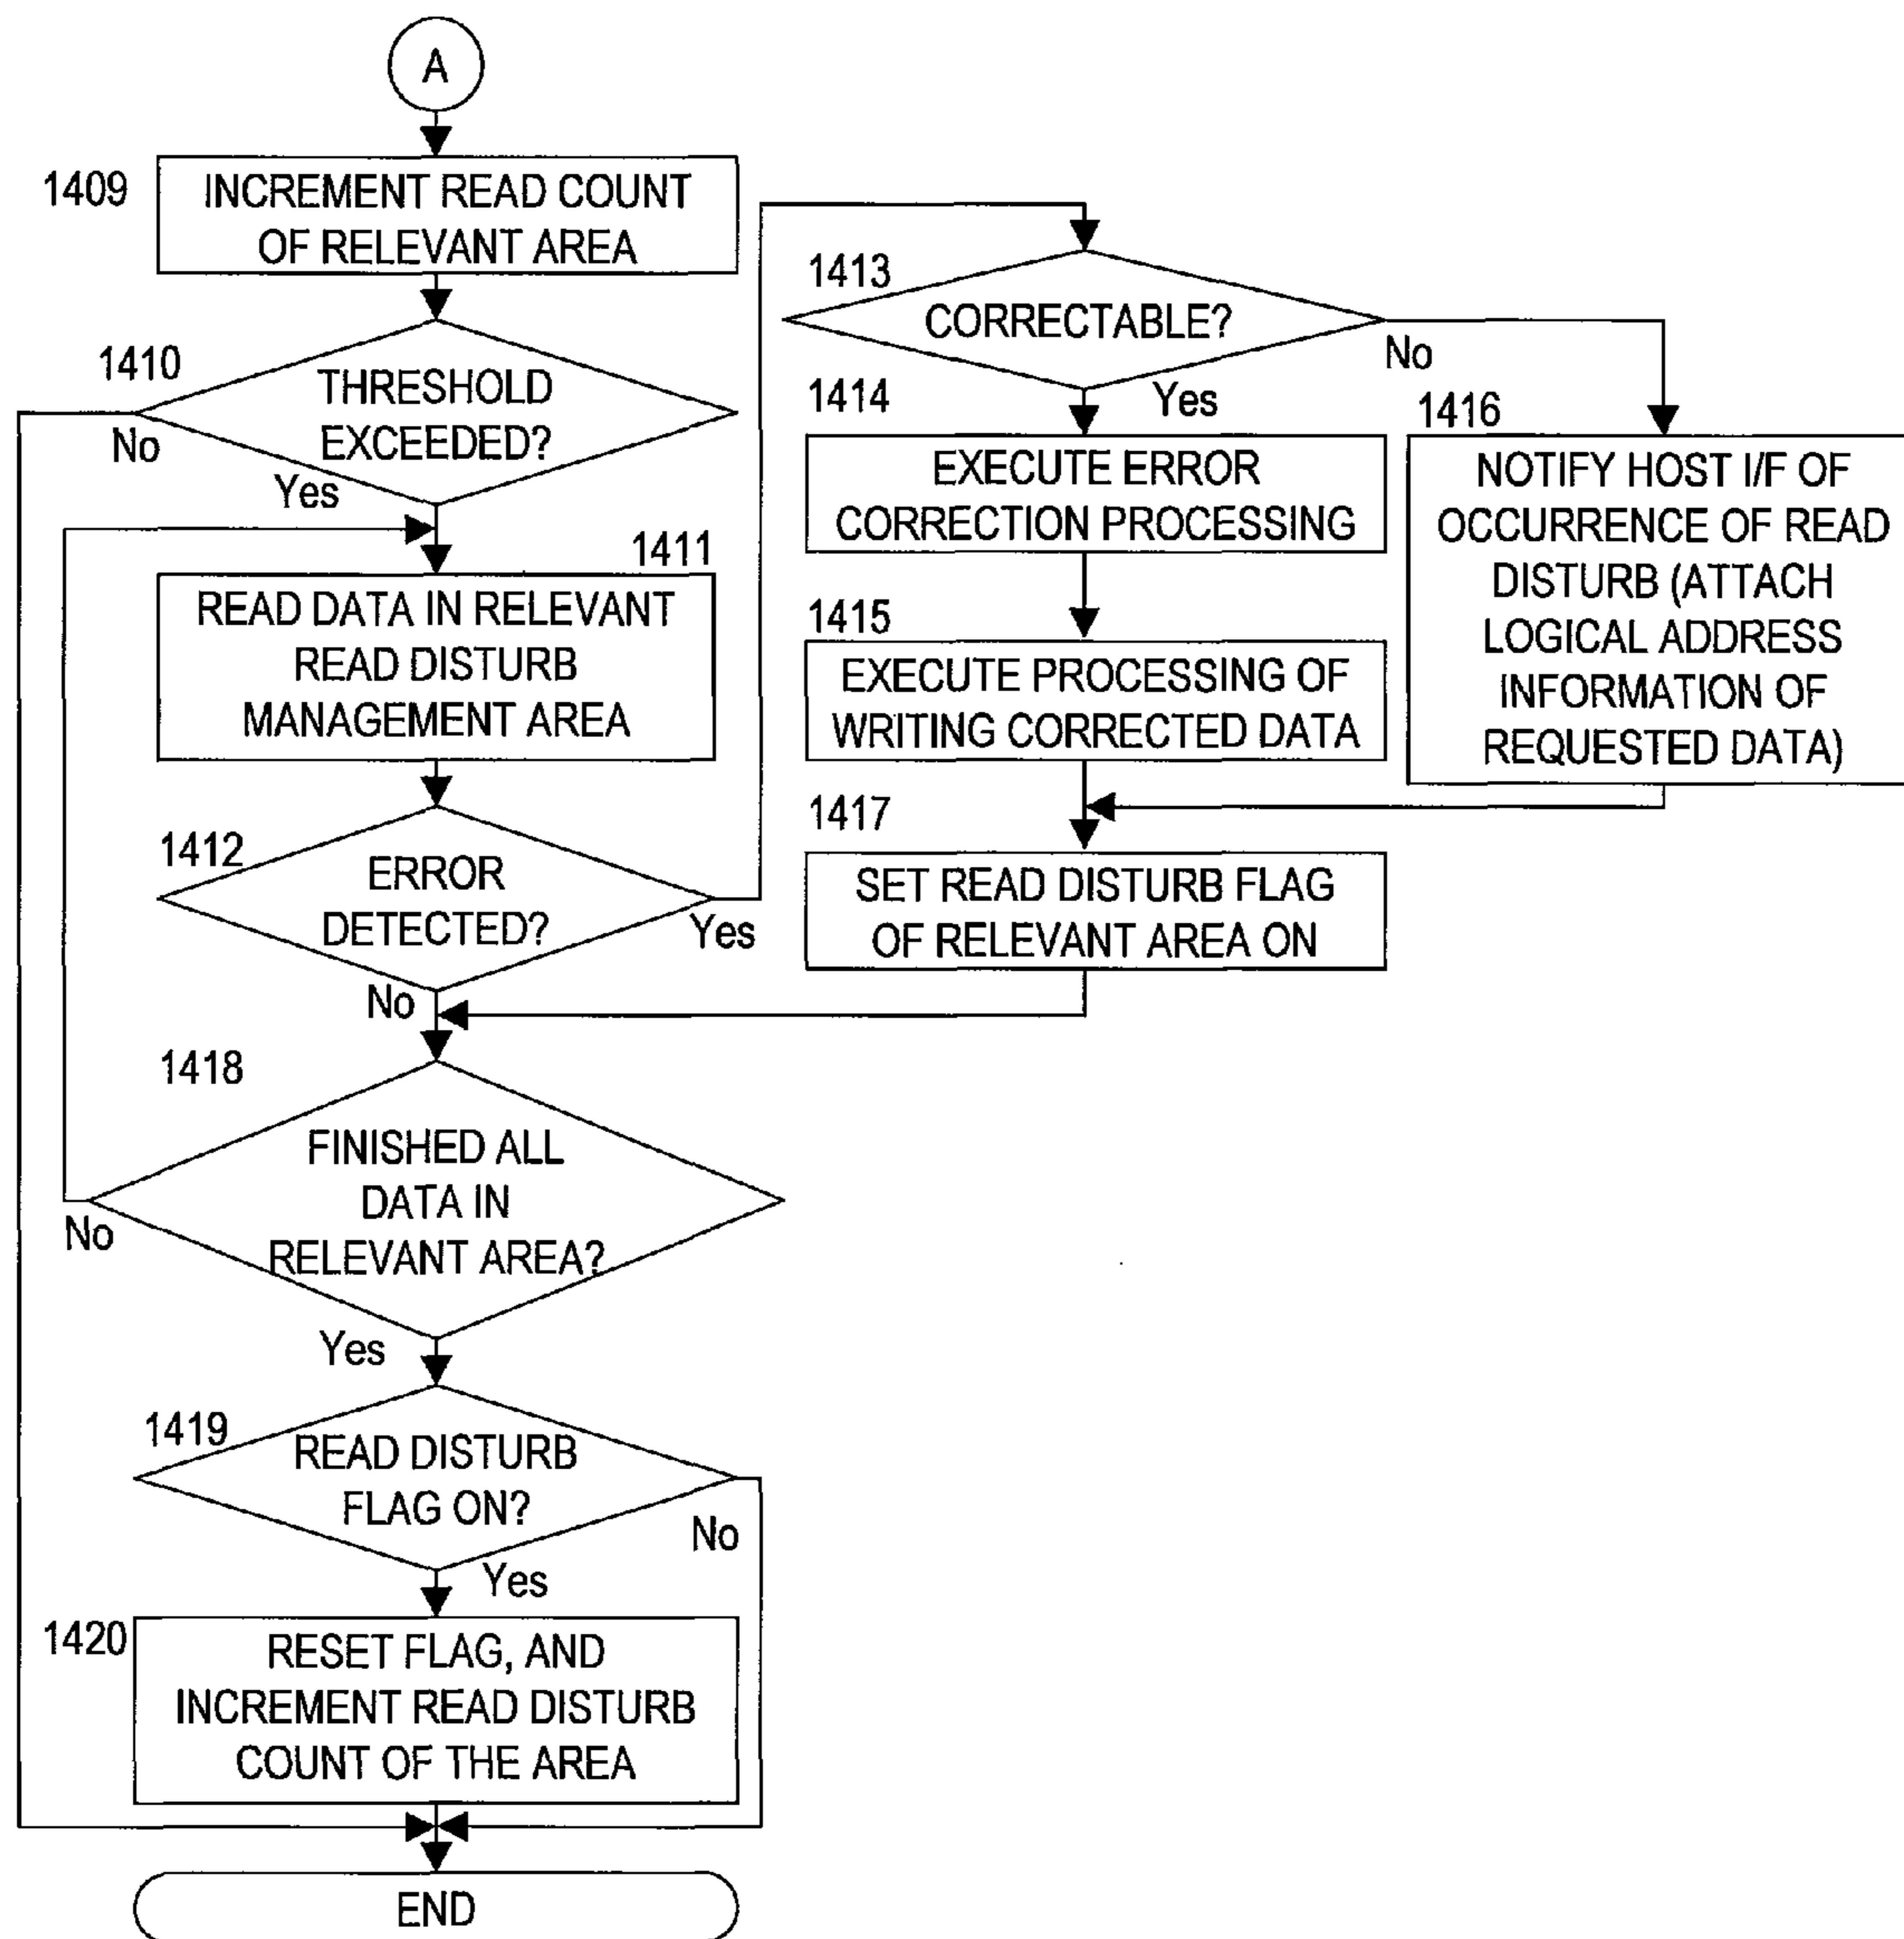 A
1409
INCREMENT READ COUNT
OF RELEVANT AREA
1410
THRESHOLD
EXCEEDED?
No
Yes
1411
READ DATA IN RELEVANT
READ DISTURB
MANAGEMENT AREA
1412
ERROR
DETECTED?
Yes
No
1413
CORRECTABLE?
No
Yes
1414
EXECUTE ERROR
CORRECTION PROCESSING
1415
EXECUTE PROCESSING OF
WRITING CORRECTED DATA
1416
NOTIFY HOST I/F OF
OCCURRENCE OF READ
DISTURB (ATTACH
LOGICAL ADDRESS
INFORMATION OF
REQUESTED DATA)
1417
SET READ DISTURB FLAG
OF RELEVANT AREA ON
1418
FINISHED ALL
DATA IN
RELEVANT AREA?
No
Yes
1419
READ DISTURB
FLAG ON?
No
Yes
1420
RESET FLAG, AND
INCREMENT READ DISTURB
COUNT OF THE AREA
END